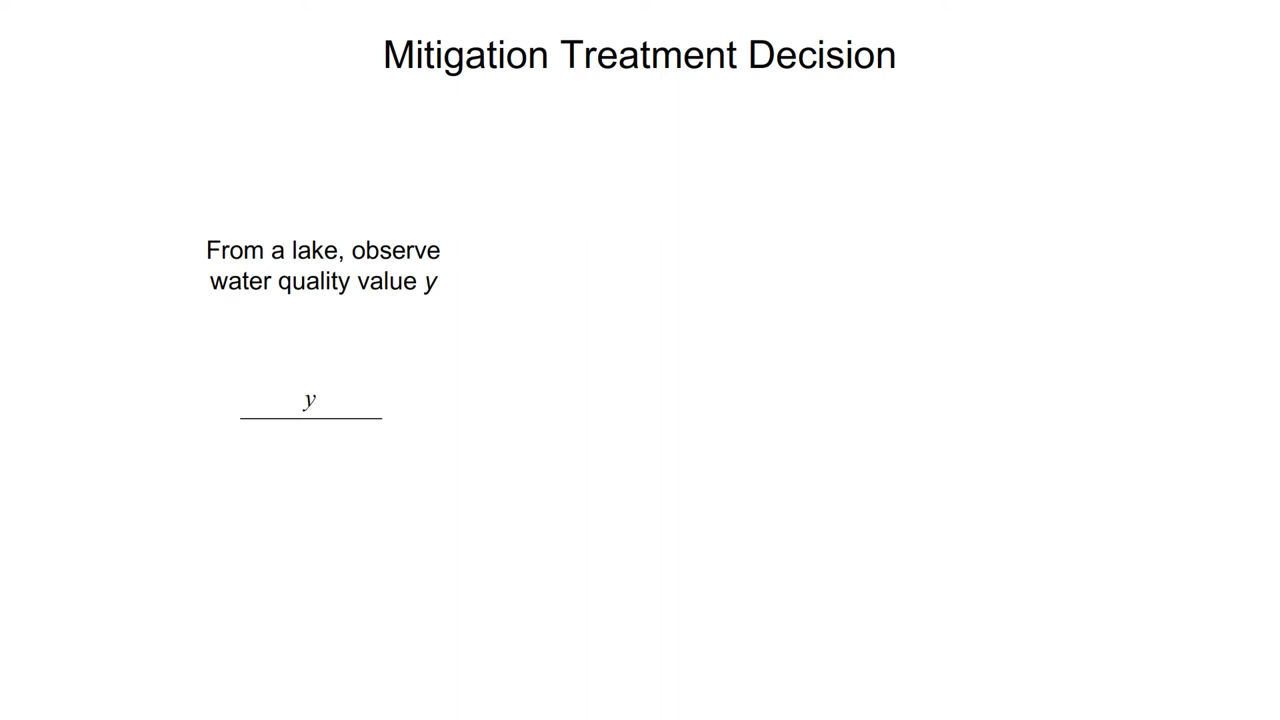 Mitigation Treatment Decision
From a lake, observe
water quality value y
y